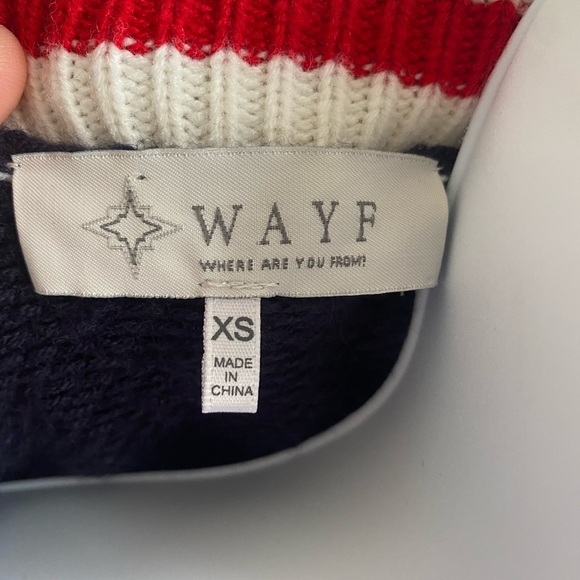 WAYF
WHERE ARE YOU FROM?
XS
MADE
IN
CHINA